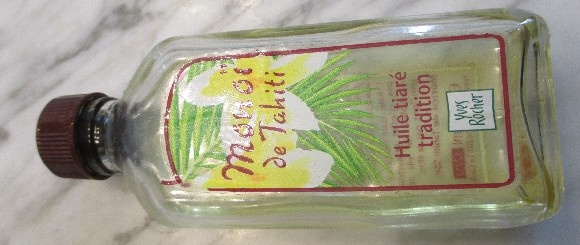 monoï
de Tahiti
Huile tiaré
tradition
Yves
Rocher